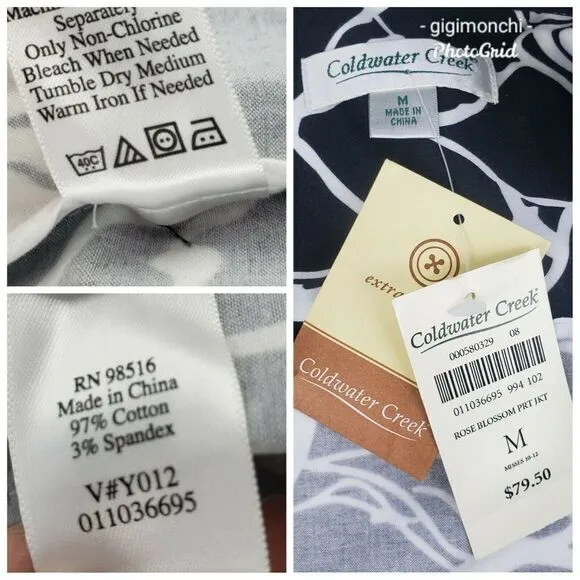 Separately
Only Non-Chlorine
Bleach When Needed
Tumble Dry Medium
Warm Iron If Needed
40C
RN 98516
Made in China
97% Cotton
3% Spandex
V#Y012
011036695
- gigimonchi -
PhotoGrid
Coldwater Creek
M
MADE IN
CHINA
Coldwater Creek
Coldwater Creek
000580329 08
011036695 994 102
ROSE BLOSSOM PRT JKT
M
MISSES 10-12
$79.50